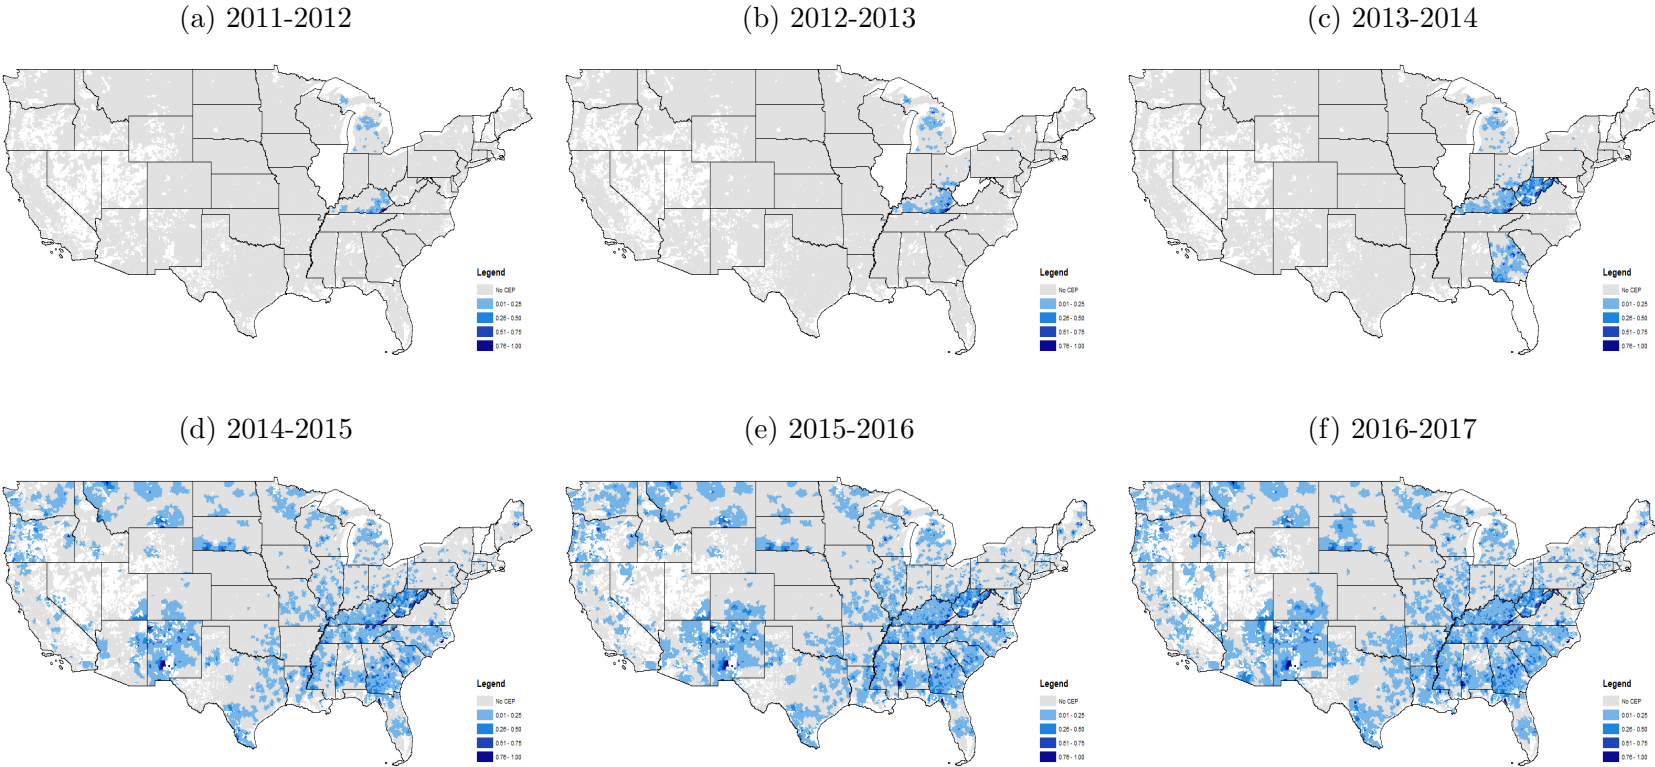 (a) 2011-2012
(b) 2012-2013
(c) 2013-2014
Legend
No CEP
0.01 - 0.25
0.26 - 0.50
0.51 - 0.75
0.76 - 1.00
Legend
No CEP
0.01 - 0.25
0.26 - 0.50
0.51 - 0.75
0.76 - 1.00
Legend
No CEP
0.01 - 0.25
0.26 - 0.50
0.51 - 0.75
0.76 - 1.00
(d) 2014-2015
(e) 2015-2016
(f) 2016-2017
Legend
No CEP
0.01 - 0.25
0.26 - 0.50
0.51 - 0.75
0.76 - 1.00
Legend
No CEP
0.01 - 0.25
0.26 - 0.50
0.51 - 0.75
0.76 - 1.00
Legend
No CEP
0.01 - 0.25
0.26 - 0.50
0.51 - 0.75
0.76 - 1.00